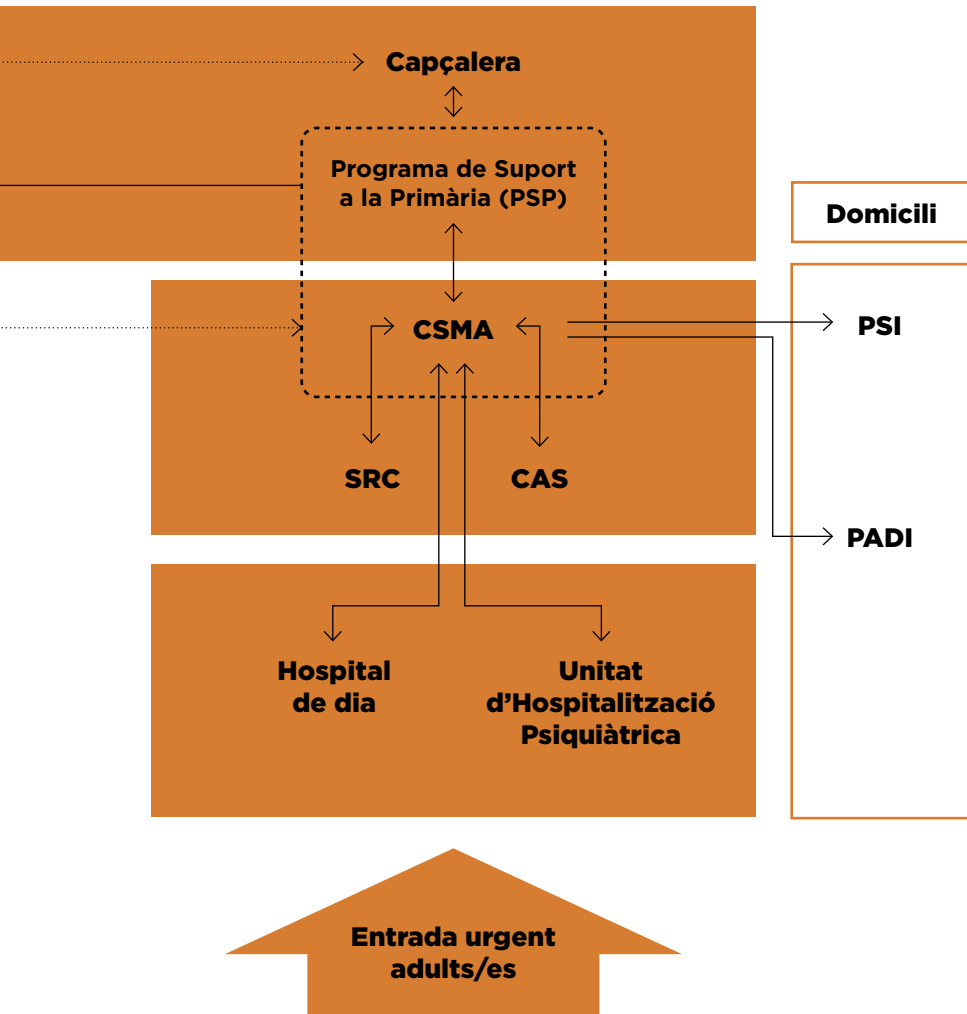 Capçalera
Programa de Suport
a la Primària (PSP)
Domicili
CSMA
PSI
SRC
CAS
PADI
Hospital
de dia
Unitat
d’Hospitalització
Psiquiàtrica
Entrada urgent
adults/es